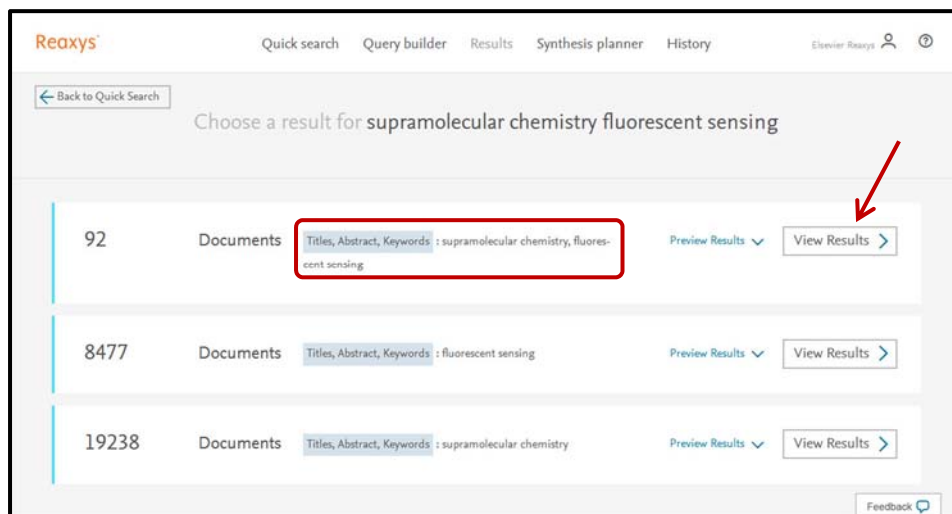 Reaxys®
Quick search Query builder Results Synthesis planner History Elsevier Reaxys
Back to Quick Search
Choose a result for supramolecular chemistry fluorescent sensing
92 Documents Titles, Abstract, Keywords : supramolecular chemistry, fluores-
cent sensing
Preview Results View Results
8477 Documents Titles, Abstract, Keywords : fluorescent sensing Preview Results View Results
19238 Documents Titles, Abstract, Keywords : supramolecular chemistry Preview Results View Results
Feedback